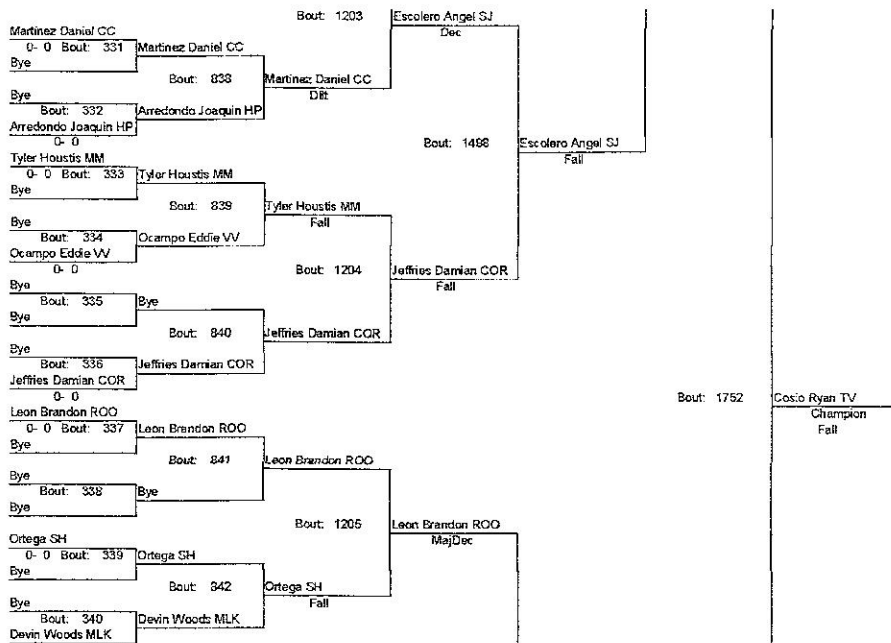 Bout: 1203 Escolero Angel SJ
Dec
Martinez Daniel CC
0- 0 Bout: 331 Martinez Daniel CC
Bye
Bout: 838 Martinez Daniel CC
Bye
Dflt
Bout: 332 Arredondo Joaquin HP
Arredondo Joaquin HP
0- 0
Bout: 1488 Escolero Angel SJ
Fall
Tyler Houstis MM
0- 0 Bout: 333 Tyler Houstis MM
Bye
Bout: 839 Tyler Houstis MM
Bye
Fall
Bout: 334 Ocampo Eddie VV
Ocampo Eddie VV
0- 0
Bout: 1204 Jeffries Damian COR
Fall
Bye
Bout: 335 Bye
Bye
Bout: 840 Jeffries Damian COR
Bye
Bout: 336 Jeffries Damian COR
Jeffries Damian COR
0- 0
Bout: 1752 Cosio Ryan TV
Champion
Fall
Leon Brandon ROO
0- 0 Bout: 337 Leon Brandon ROO
Bye
Bout: 841 Leon Brandon ROO
Bye
Bout: 338 Bye
Bye
Bout: 1205 Leon Brandon ROO
MajDec
Ortega SH
0- 0 Bout: 339 Ortega SH
Bye
Bout: 842 Ortega SH
Bye
Fall
Bout: 340 Devin Woods MLK
Devin Woods MLK